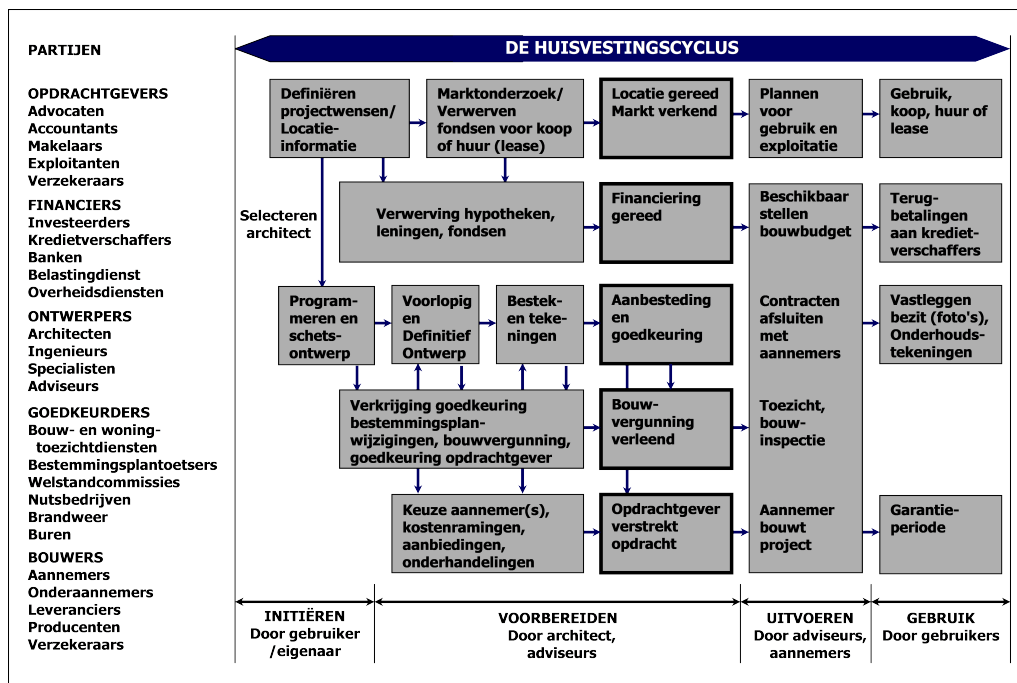 PARTIJEN
DE HUISVESTINGSCYCLUS
OPDRACHTGEVERS
Advocaten
Accountants
Makelaars
Exploitanten
Verzekeraars
FINANCIERS
Investeerders
Kredietverschaffers
Banken
Belastingdienst
Overheidsdiensten
ONTWERPERS
Architecten
Ingenieurs
Specialisten
Adviseurs
GOEDKEURDERS
Bouw- en woning-
toezichtdiensten
Bestemmingsplantoetsers
Welstandcommissies
Nutsbedrijven
Brandweer
Buren
BOUWERS
Aannemers
Onderaannemers
Leveranciers
Producenten
Verzekeraars
Definiëren
projectwensen/
Locatie-
informatie
Marktonderzoek/
Verwerven
fondsen voor koop
of huur (lease)
Locatie gereed
Markt verkend
Plannen
voor
gebruik en
exploitatie
Gebruik,
koop, huur of
lease
Selecteren
architect
Verwerving hypotheken,
leningen, fondsen
Financiering
gereed
Beschikbaar
stellen
bouwbudget
Terug-
betalingen
aan krediet-
verschaffers
Program-
meren en
schets-
ontwerp
Voorlopig
en
Definitief
Ontwerp
Bestek-
en teke-
ningen
Aanbesteding
en
goedkeuring
Contracten
afsluiten
met
aannemers
Vastleggen
bezit (foto's),
Onderhouds-
tekeningen
Verkrijging goedkeuring
bestemmingsplan-
wijzigingen, bouwvergunning,
goedkeuring opdrachtgever
Bouw-
vergunning
verleend
Toezicht,
bouw-
inspectie
Keuze aannemer(s),
kostenramingen,
aanbiedingen,
onderhandelingen
Opdrachtgever
verstrekt
opdracht
Aannemer
bouwt
project
Garantie-
periode
INITIËREN
Door gebruiker
/eigenaar
VOORBEREIDEN
Door architect,
adviseurs
UITVOEREN
Door adviseurs,
aannemers
GEBRUIK
Door gebruikers